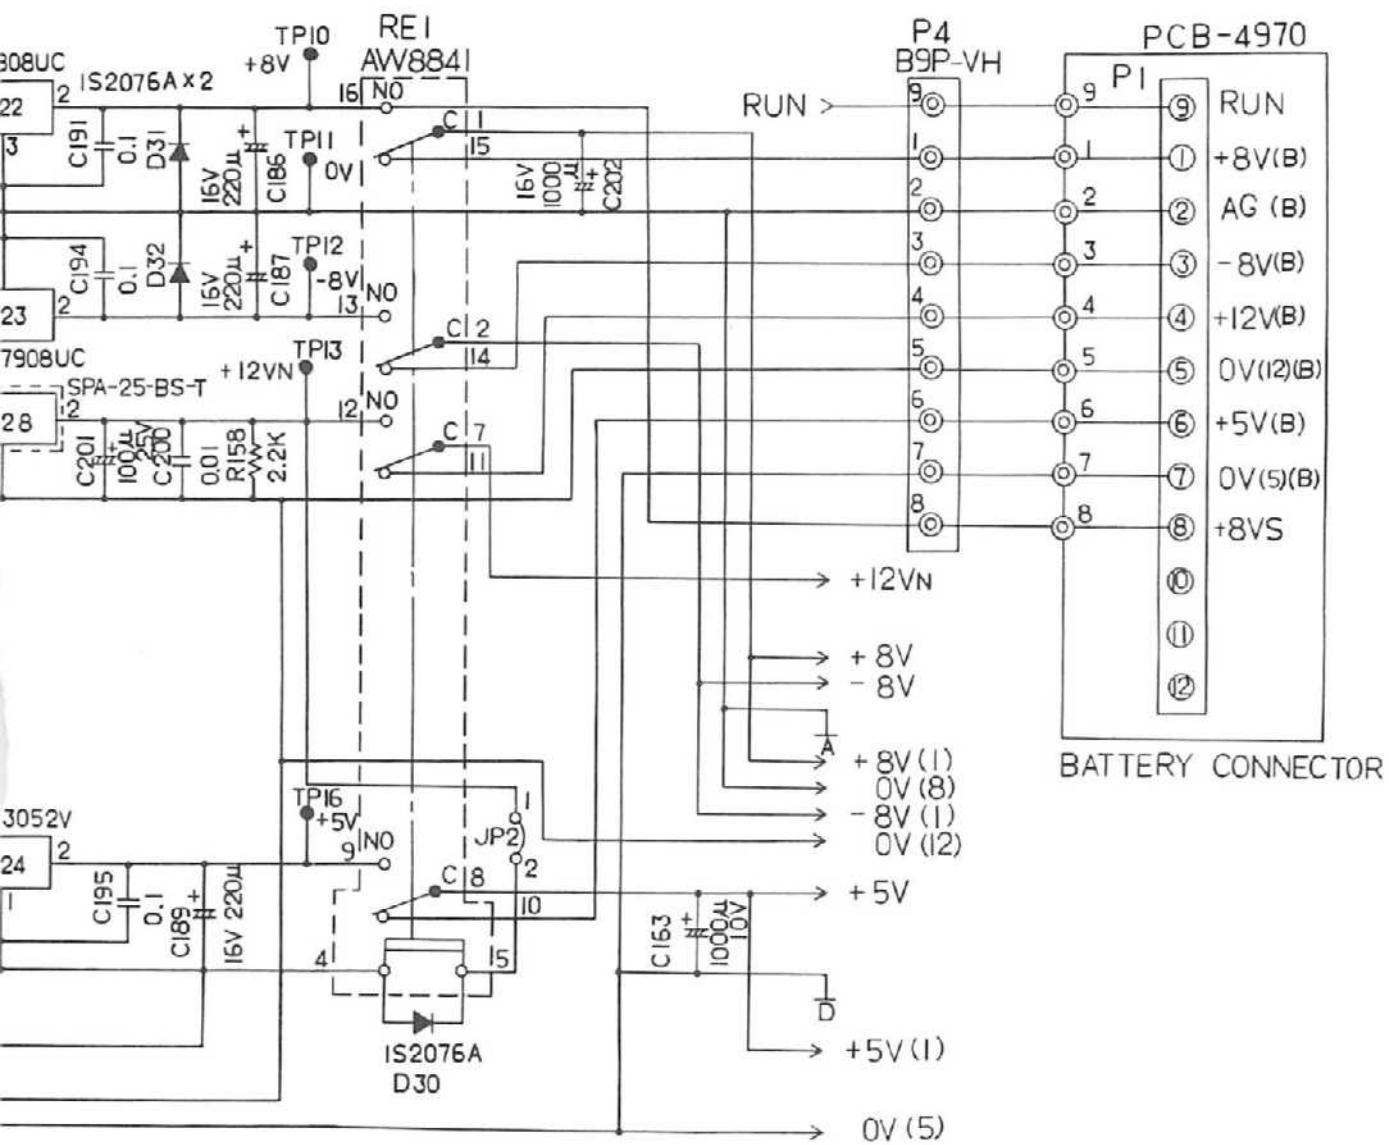 RE1
AW8841
P4
B9P-VH
PCB-4970
P1
308UC
1S2076A×2
TP10
+8V
22
2
3
C191
0.1
D31
16V
220μ
+
C186
TP11
0V
16
NO
C
1
15
16V
1000
μ
+
C202
RUN >
9
1
2
3
4
5
6
7
8
9
1
2
3
4
5
6
7
8
⑨ RUN
① +8V(B)
② AG (B)
③ -8V(B)
④ +12V(B)
⑤ 0V(12)(B)
⑥ +5V(B)
⑦ 0V(5)(B)
⑧ +8VS
⑩
⑪
⑫
BATTERY CONNECTOR
C194
0.1
D32
16V
220μ
+
C187
TP12
-8V
13
NO
C
2
14
23
2
7908UC
SPA-25-BS-T
TP13
+12VN
28
2
C201
+
100μ
25V
C200
0.01
R158
2.2K
12
NO
C
7
11
+12VN
+8V
-8V
A
+8V(1)
0V(8)
-8V(1)
0V(12)
+5V
D
+5V(1)
0V(5)
3052V
24
2
1
C195
0.1
C189
+
16V 220μ
TP16
+5V
9
NO
C
8
10
JP2
1
2
C163
+
1000μ
10V
4
5
1S2076A
D30